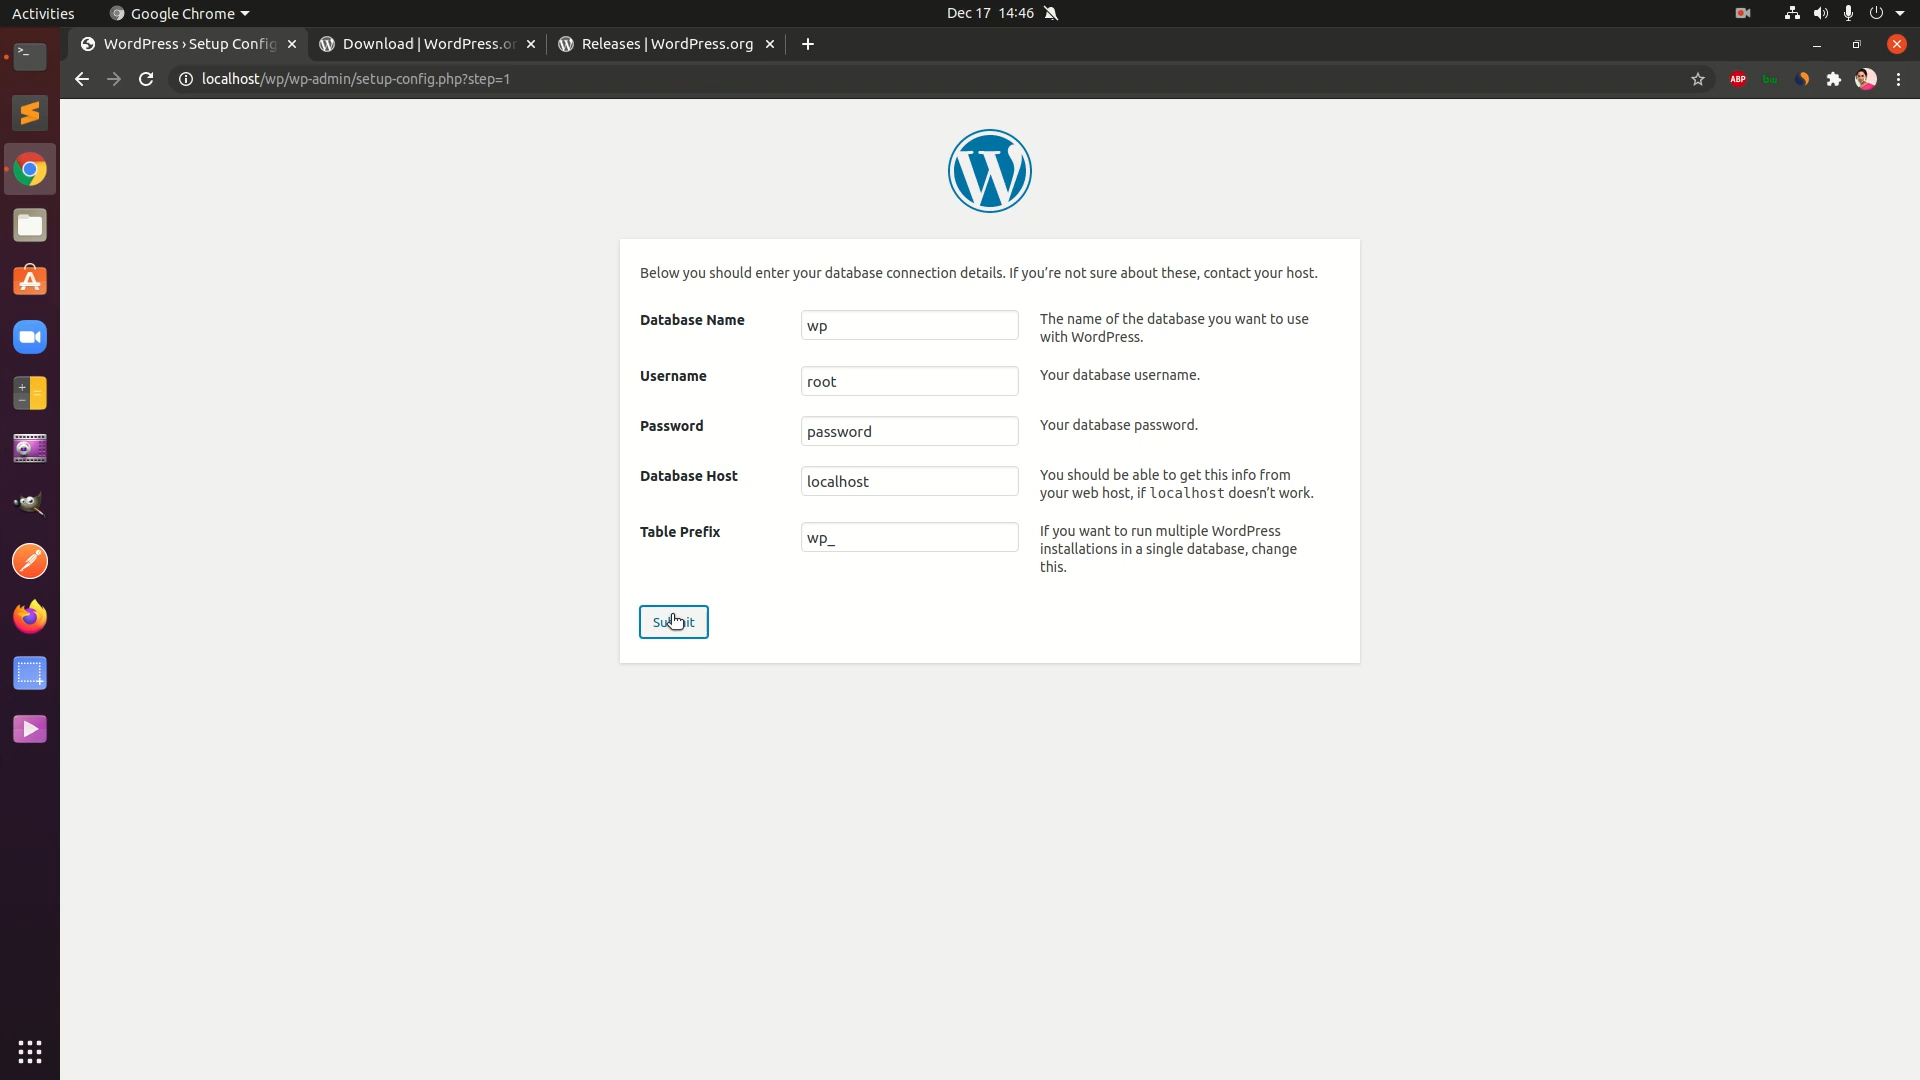 Activities
Google Chrome
Dec 17 14:46
WordPress › Setup Config
Download | WordPress.or
Releases | WordPress.org
localhost/wp/wp-admin/setup-config.php?step=1
ABP
Below you should enter your database connection details. If you’re not sure about these, contact your host.
Database Name
wp
The name of the database you want to use
with WordPress.
Username
root
Your database username.
Password
password
Your database password.
Database Host
localhost
You should be able to get this info from
your web host, if localhost doesn’t work.
Table Prefix
wp_
If you want to run multiple WordPress
installations in a single database, change
this.
Submit